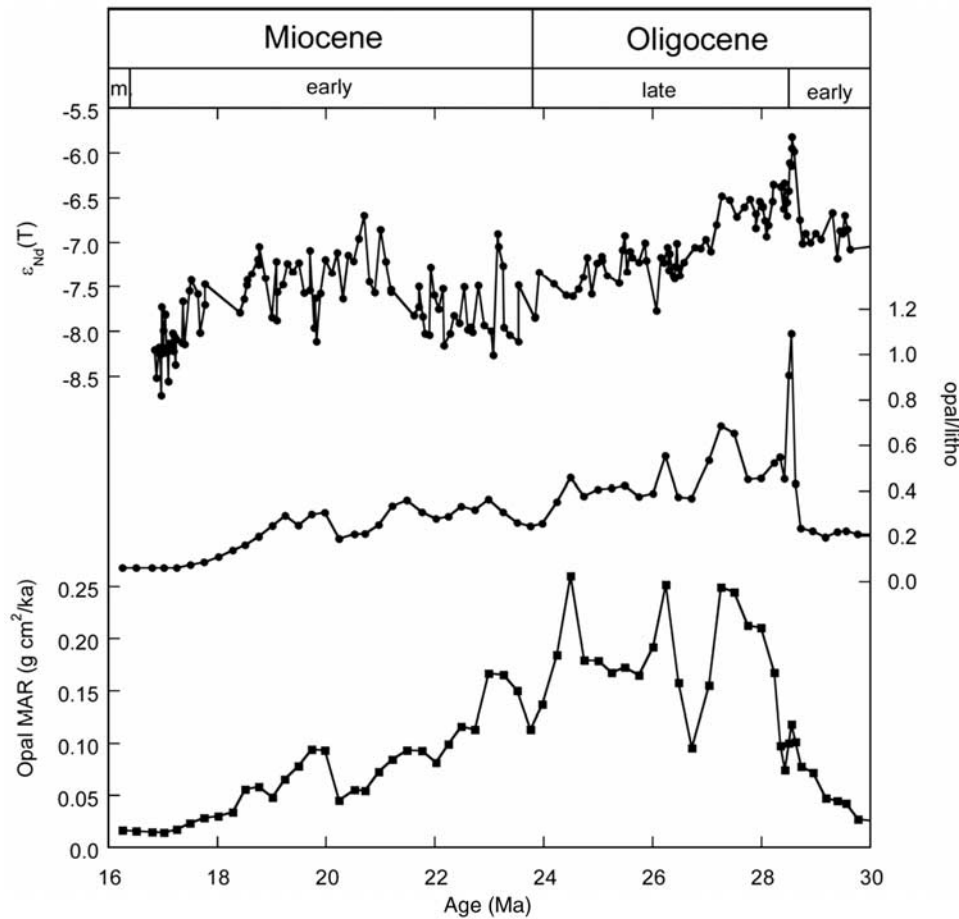 Miocene Oligocene
m. early late early
-5.5
-6.0
-6.5
-7.0
-7.5
-8.0
-8.5
εNd(T)
1.2
1.0
0.8
0.6
0.4
0.2
0.0
opal/litho
0.25
0.20
0.15
0.10
0.05
0.0
Opal MAR (g cm²/ka)
16 18 20 22 24 26 28 30
Age (Ma)